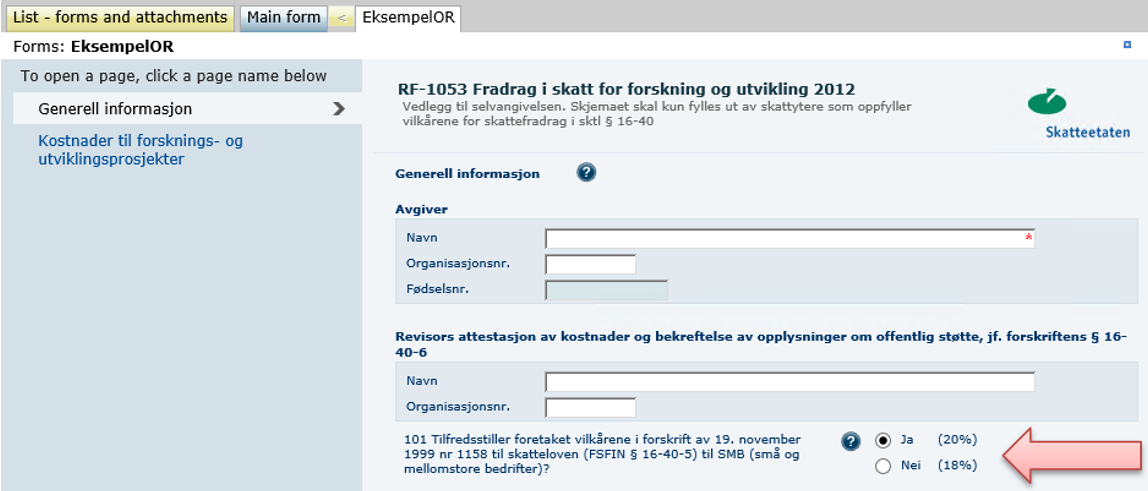 List - forms and attachments
Main form
<
EksempelOR
Forms: EksempelOR
To open a page, click a page name below
Generell informasjon
Kostnader til forsknings- og
utviklingsprosjekter
RF-1053 Fradrag i skatt for forskning og utvikling 2012
Vedlegg til selvangivelsen. Skjemaet skal kun fylles ut av skattytere som oppfyller
vilkårene for skattefradrag i sktl § 16-40
Skatteetaten
Generell informasjon ?
Avgiver
Navn *
Organisasjonsnr.
Fødselsnr.
Revisors attestasjon av kostnader og bekreftelse av opplysninger om offentlig støtte, jf. forskriftens § 16-
40-6
Navn
Organisasjonsnr.
101 Tilfredsstiller foretaket vilkårene i forskrift av 19. november
1999 nr 1158 til skatteloven (FSFIN § 16-40-5) til SMB (små og
mellomstore bedrifter)?
?
Ja (20%)
Nei (18%)